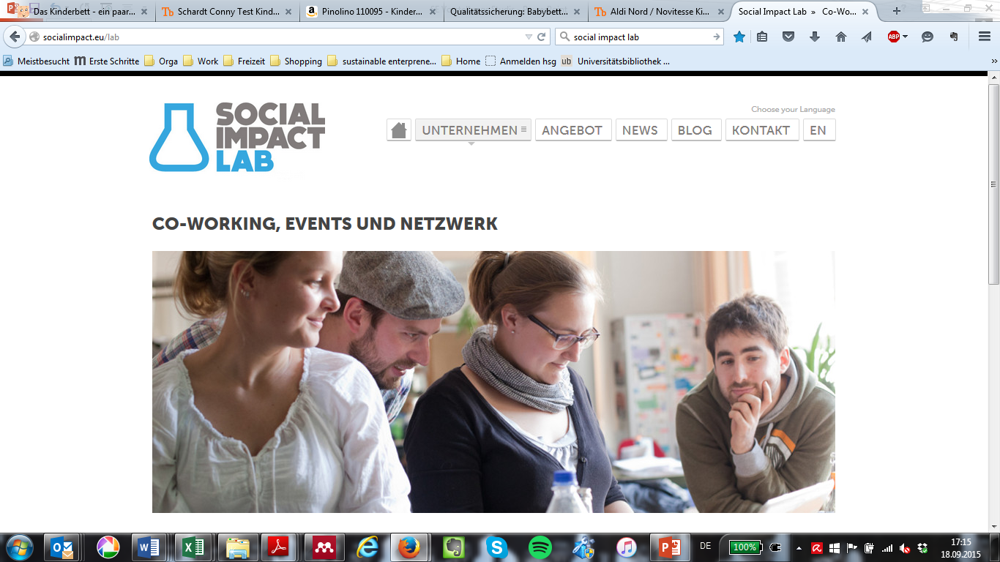 Das Kinderbett - ein paar...
Schardt Conny Test Kind...
Pinolino 110095 - Kinder...
Qualitätssicherung: Babybett...
Aldi Nord / Novitesse Ki...
Social Impact Lab » Co-Wo...
socialimpact.eu/lab
social impact lab
ABP
Meistbesucht
Erste Schritte
Orga
Work
Freizeit
Shopping
sustainable enterprene...
Home
Anmelden hsg
ub Universitätsbibliothek ...
SOCIAL
IMPACT
LAB
Choose your Language
UNTERNEHMEN
ANGEBOT
NEWS
BLOG
KONTAKT
EN
CO-WORKING, EVENTS UND NETZWERK
DE
100%
17:15
18.09.2015